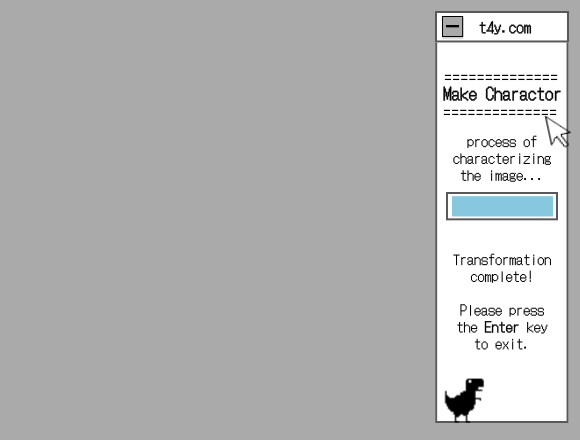 t4y.com
==============
Make Charactor
==============
process of
characterizing
the image...
Transformation
complete!
Please press
the Enter key
to exit.